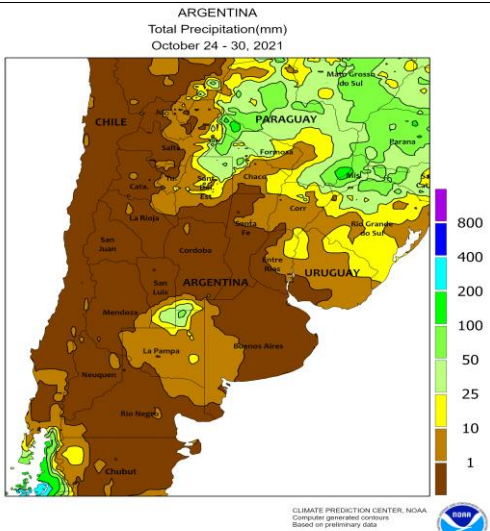 ARGENTINA
Total Precipitation(mm)
October 24 - 30, 2021
Mato Grosso
do Sul
CHILE
PARAGUAY
Parana
Salta
Formosa
Tu.
Sant.
Del
Est.
Chaco
Mis.
Cata.
La Rioja
Corr
Santa
Fe
Rio Grande
do Sul
San
Juan
Cordoba
Entre
Rios
URUGUAY
San
Luis
ARGENTINA
Mendoza
La Pampa
Buenos Aires
Neuquen
Rio Negro
Chubut
800
400
200
100
50
25
10
1
CLIMATE PREDICTION CENTER, NOAA
Computer generated contours
Based on preliminary data
NOAA